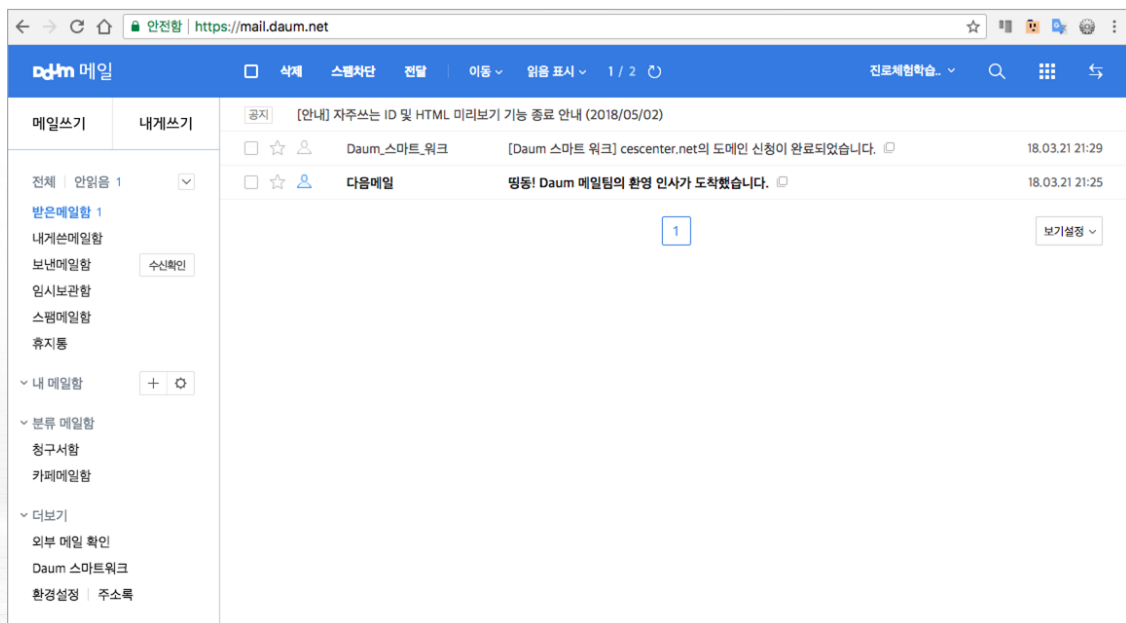 안전함 https://mail.daum.net
Daum 메일
삭제 스팸차단 전달 이동 읽음 표시 1 / 2 진로체험학습..
메일쓰기 내게쓰기
공지 [안내] 자주쓰는 ID 및 HTML 미리보기 기능 종료 안내 (2018/05/02)
Daum_스마트_워크 [Daum 스마트 워크] cescenter.net의 도메인 신청이 완료되었습니다. 18.03.21 21:29
다음메일 띵동! Daum 메일팀의 환영 인사가 도착했습니다. 18.03.21 21:25
1
보기설정
전체 안읽음 1
받은메일함 1
내게쓴메일함
보낸메일함 수신확인
임시보관함
스팸메일함
휴지통
내 메일함
분류 메일함
청구서함
카페메일함
더보기
외부 메일 확인
Daum 스마트워크
환경설정 주소록